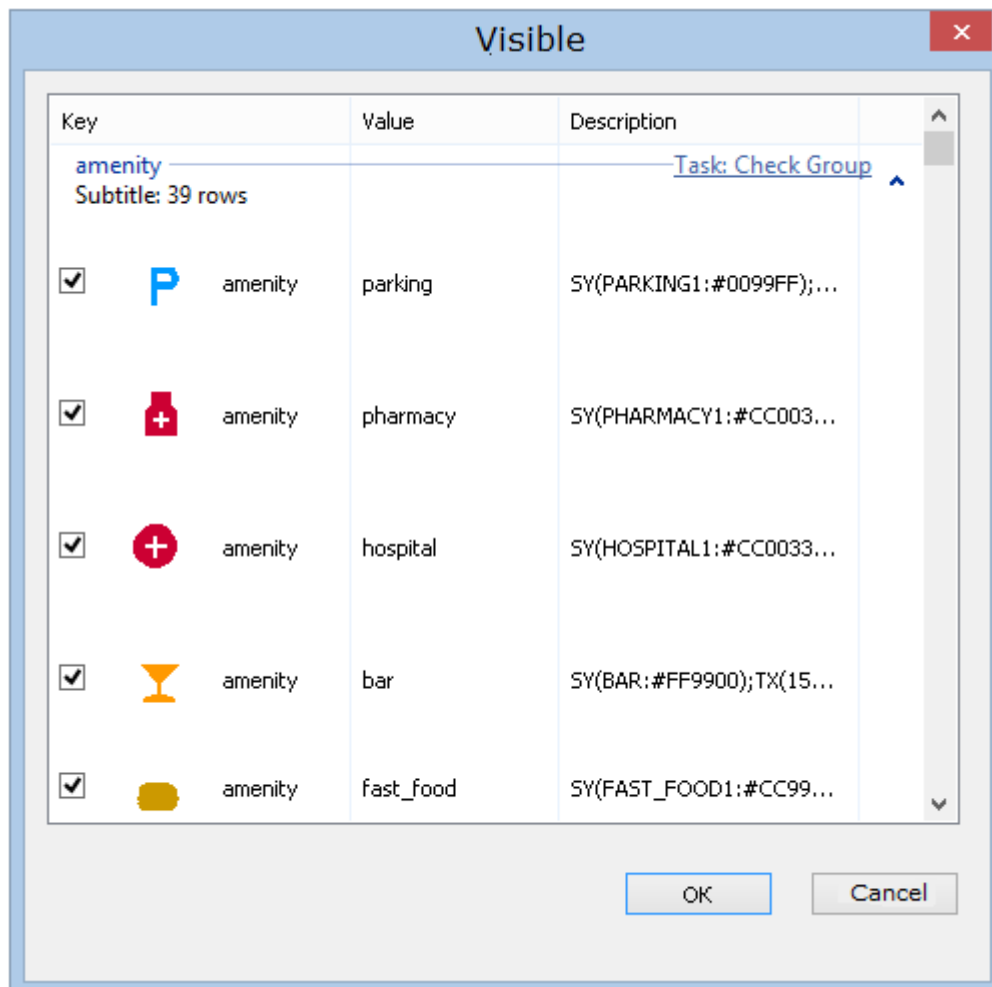 Visible
Key Value Description
amenity Task: Check Group
Subtitle: 39 rows
P amenity parking SY(PARKING1:#0099FF);...
amenity pharmacy SY(PHARMACY1:#CC003...
amenity hospital SY(HOSPITAL1:#CC0033...
amenity bar SY(BAR:#FF9900);TX(15...
amenity fast_food SY(FAST_FOOD1:#CC99...
OK Cancel